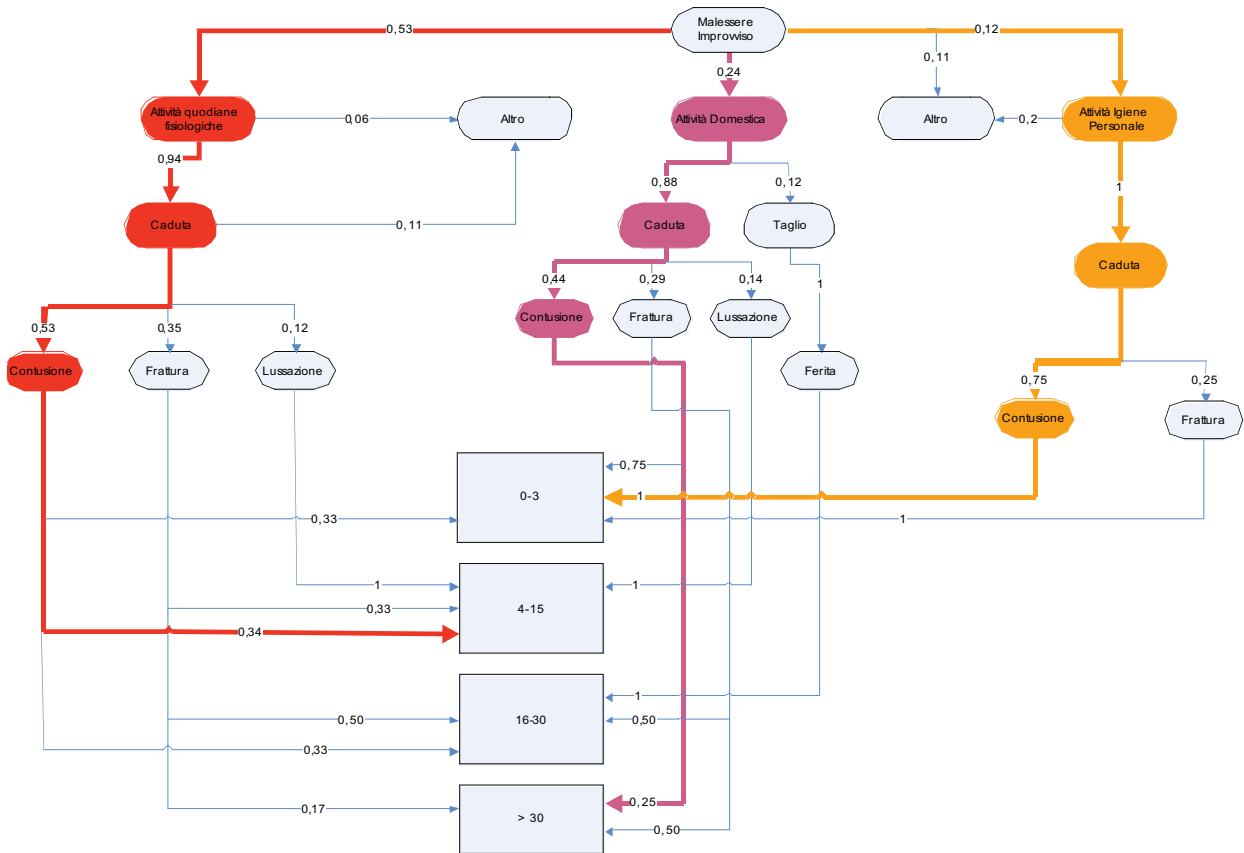 Malessere
Improvviso
0,53
0,12
0,11
0,24
Attività quodiane
fisiologiche
0,06
Altro
Attività Domestica
Altro
0,2
Attività Igiene
Personale
0,94
0,88
0,12
1
Caduta
0,11
Caduta
Taglio
Caduta
0,44
0,29
0,14
1
Contusione
Frattura
Lussazione
0,53
0,35
0,12
Contusione
Frattura
Lussazione
Ferita
0,75
0,25
Contusione
Frattura
0,75
0-3
1
0,33
1
1
4-15
1
0,33
0,34
1
0,50
16-30
0,50
0,33
0,17
> 30
0,25
0,50